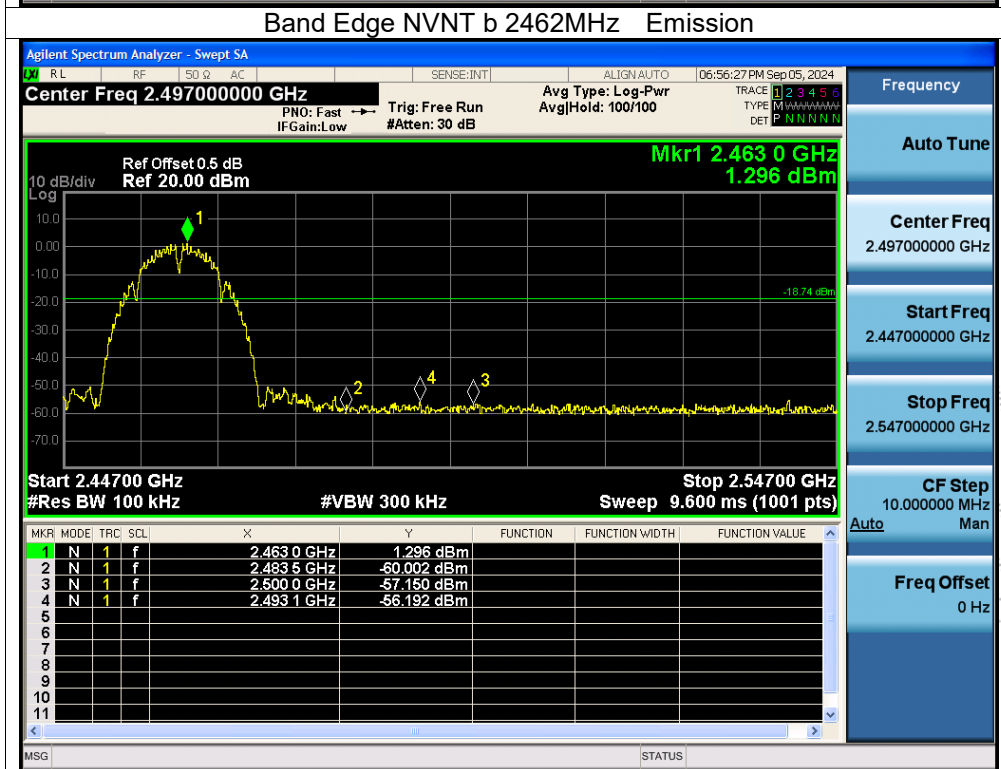 Band Edge NVNT b 2462MHz    Emission
Agilent Spectrum Analyzer - Swept SA
LXI RL RF 50 Ω AC SENSE:INT ALIGN AUTO 06:56:27 PM Sep 05, 2024
Center Freq 2.497000000 GHz
PNO: Fast
IFGain:Low
Trig: Free Run
#Atten: 30 dB
Avg Type: Log-Pwr
Avg|Hold: 100/100
TRACE 1 2 3 4 5 6
TYPE M WWWWW
DET P N N N N N
Frequency
Auto Tune
Center Freq
2.497000000 GHz
Start Freq
2.447000000 GHz
Stop Freq
2.547000000 GHz
CF Step
10.000000 MHz
Auto Man
Freq Offset
0 Hz
Mkr1 2.463 0 GHz
1.296 dBm
Ref Offset 0.5 dB
10 dB/div Ref 20.00 dBm
Log
10.0
0.00
-10.0
-20.0
-30.0
-40.0
-50.0
-60.0
-70.0
1
-18.74 dBm
2
4
3
Start 2.44700 GHz Stop 2.54700 GHz
#Res BW 100 kHz #VBW 300 kHz Sweep 9.600 ms (1001 pts)
MKR MODE TRC SCL X Y FUNCTION FUNCTION WIDTH FUNCTION VALUE
1 N 1 f 2.463 0 GHz 1.296 dBm
2 N 1 f 2.483 5 GHz -60.002 dBm
3 N 1 f 2.500 0 GHz -57.150 dBm
4 N 1 f 2.493 1 GHz -56.192 dBm
5
6
7
8
9
10
11
MSG STATUS